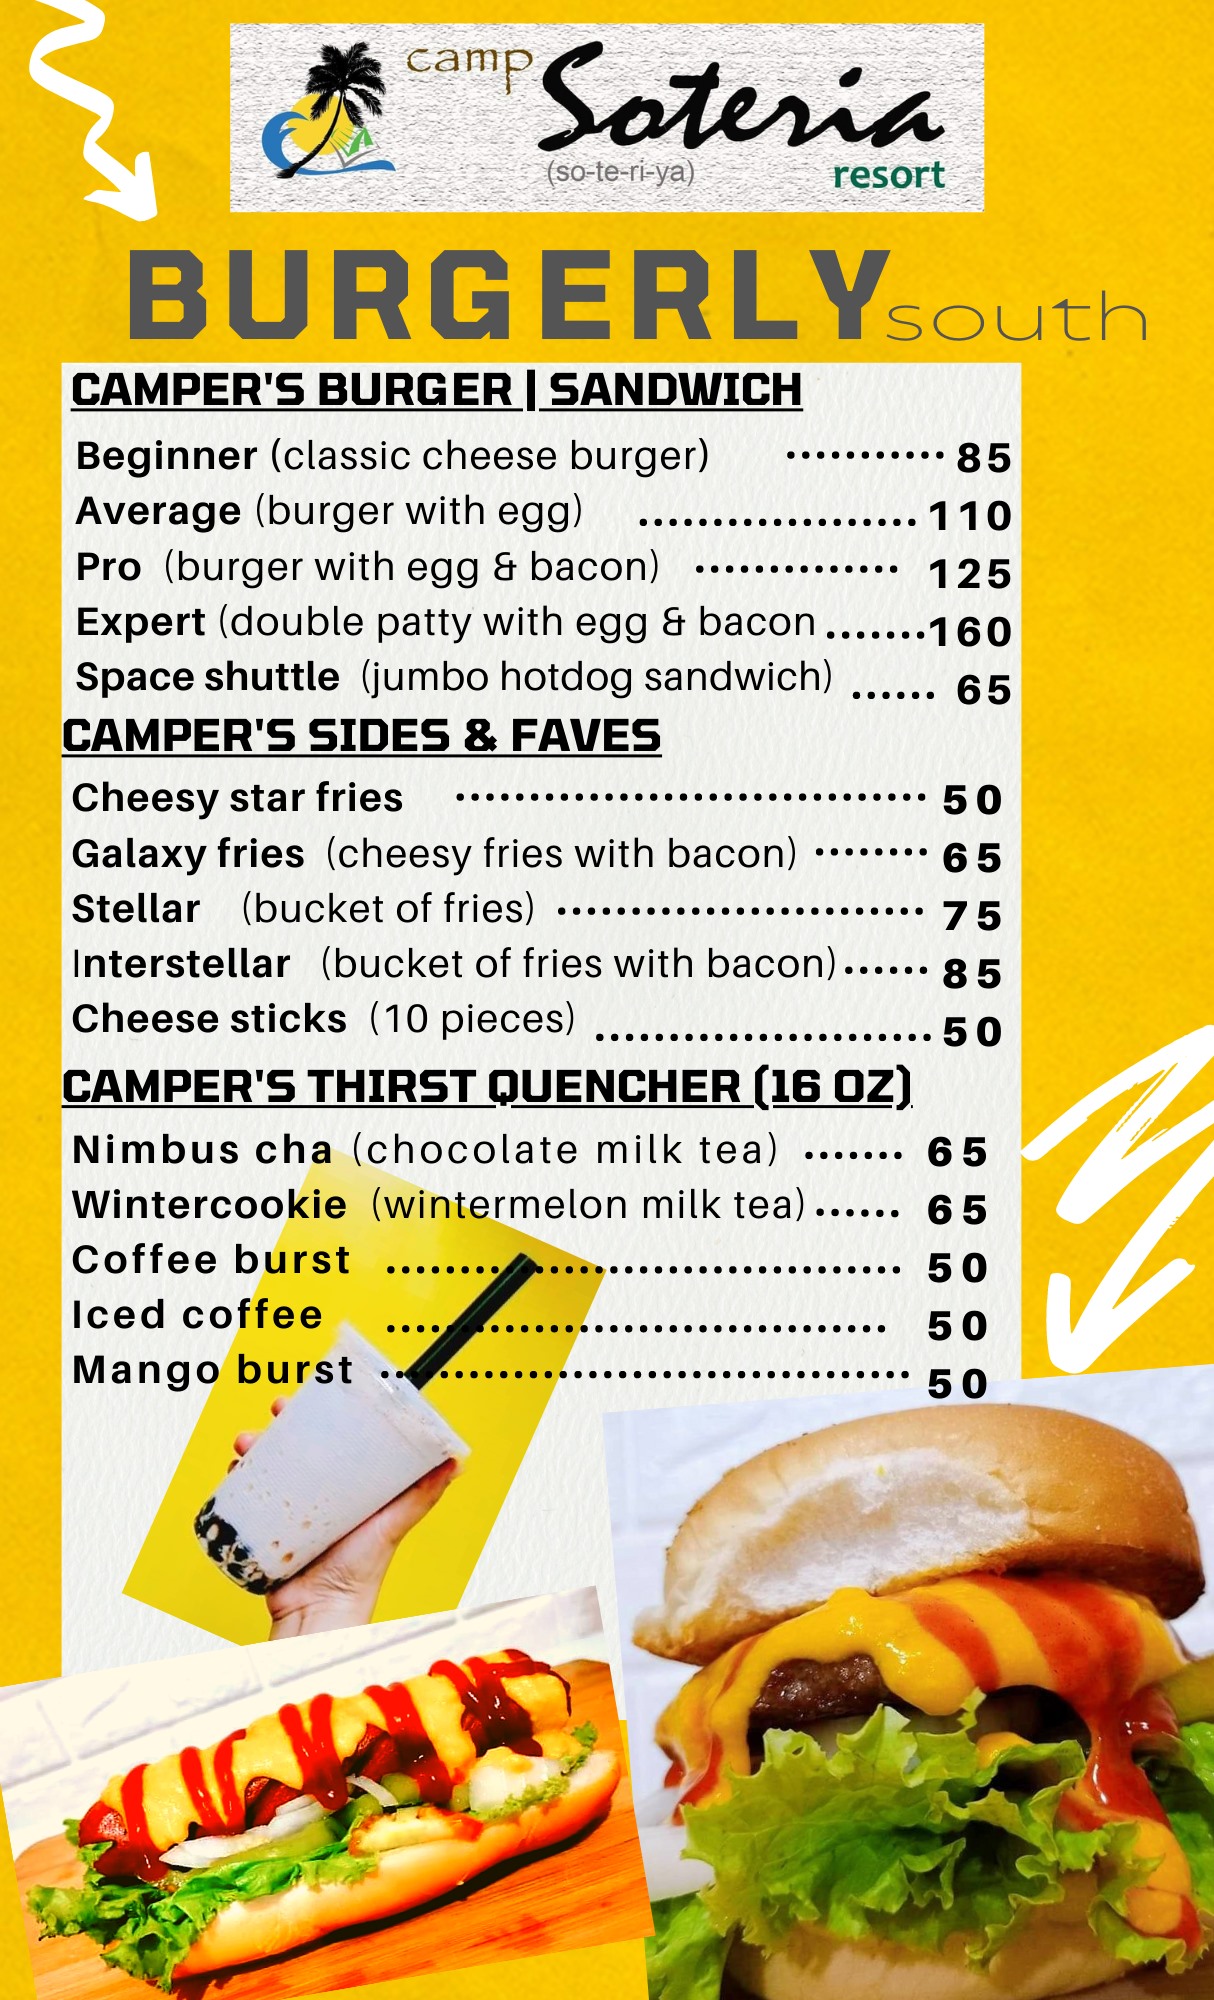 camp Soteria
(so-te-ri-ya) resort
BURGERLY south
CAMPER'S BURGER | SANDWICH
Beginner (classic cheese burger) ........... 85
Average (burger with egg) ................... 110
Pro (burger with egg & bacon) .............. 125
Expert (double patty with egg & bacon .......160
Space shuttle (jumbo hotdog sandwich) ...... 65
CAMPER'S SIDES & FAVES
Cheesy star fries ................................ 50
Galaxy fries (cheesy fries with bacon) ........ 65
Stellar (bucket of fries) ......................... 75
Interstellar (bucket of fries with bacon)...... 85
Cheese sticks (10 pieces) ....................... 50
CAMPER'S THIRST QUENCHER (16 OZ)
Nimbus cha (chocolate milk tea) ....... 65
Wintercookie (wintermelon milk tea)...... 65
Coffee burst ................................... 50
Iced coffee .................................. 50
Mango burst .................................... 50